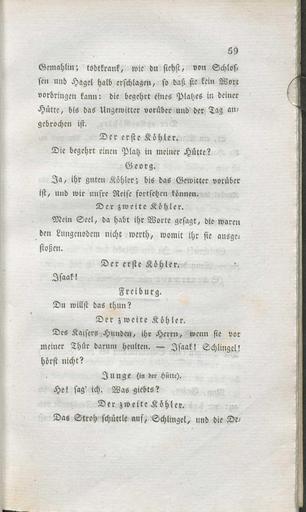 59
Gemahlin; todtkrank, wie du siehst, von Schlos-
sen und Hagel halb erschlagen, so daß sie kein Wort
vorbringen kann: die begehrt eines Platzes in deiner
Hütte, bis das Ungewitter vorüber und der Tag an-
gebrochen ist.
Der erste Köhler.
Die begehrt einen Platz in meiner Hütte?
Georg.
Ja, ihr guten Köhler; bis das Gewitter vorüber
ist, und wir unsre Reise fortsehen können.
Der zweite Köhler.
Mein Seel, da habt ihr Worte gesagt, die waren
den Lungenodem nicht werth, womit ihr sie ausge-
stoßen.
Der erste Köhler.
Isaak!
Freiburg.
Du willst das thun?
Der zweite Köhler.
Des Kaisers Hunden, ihr Herrn, wenn sie vor
meiner Thür darum heulten. — Isaak! Schlingel!
hörst nicht?
Junge (in der Hütte).
He! sag' ich. Was giebts?
Der zweite Köhler.
Das Stroh schüttle auf, Schlingel, und die De-